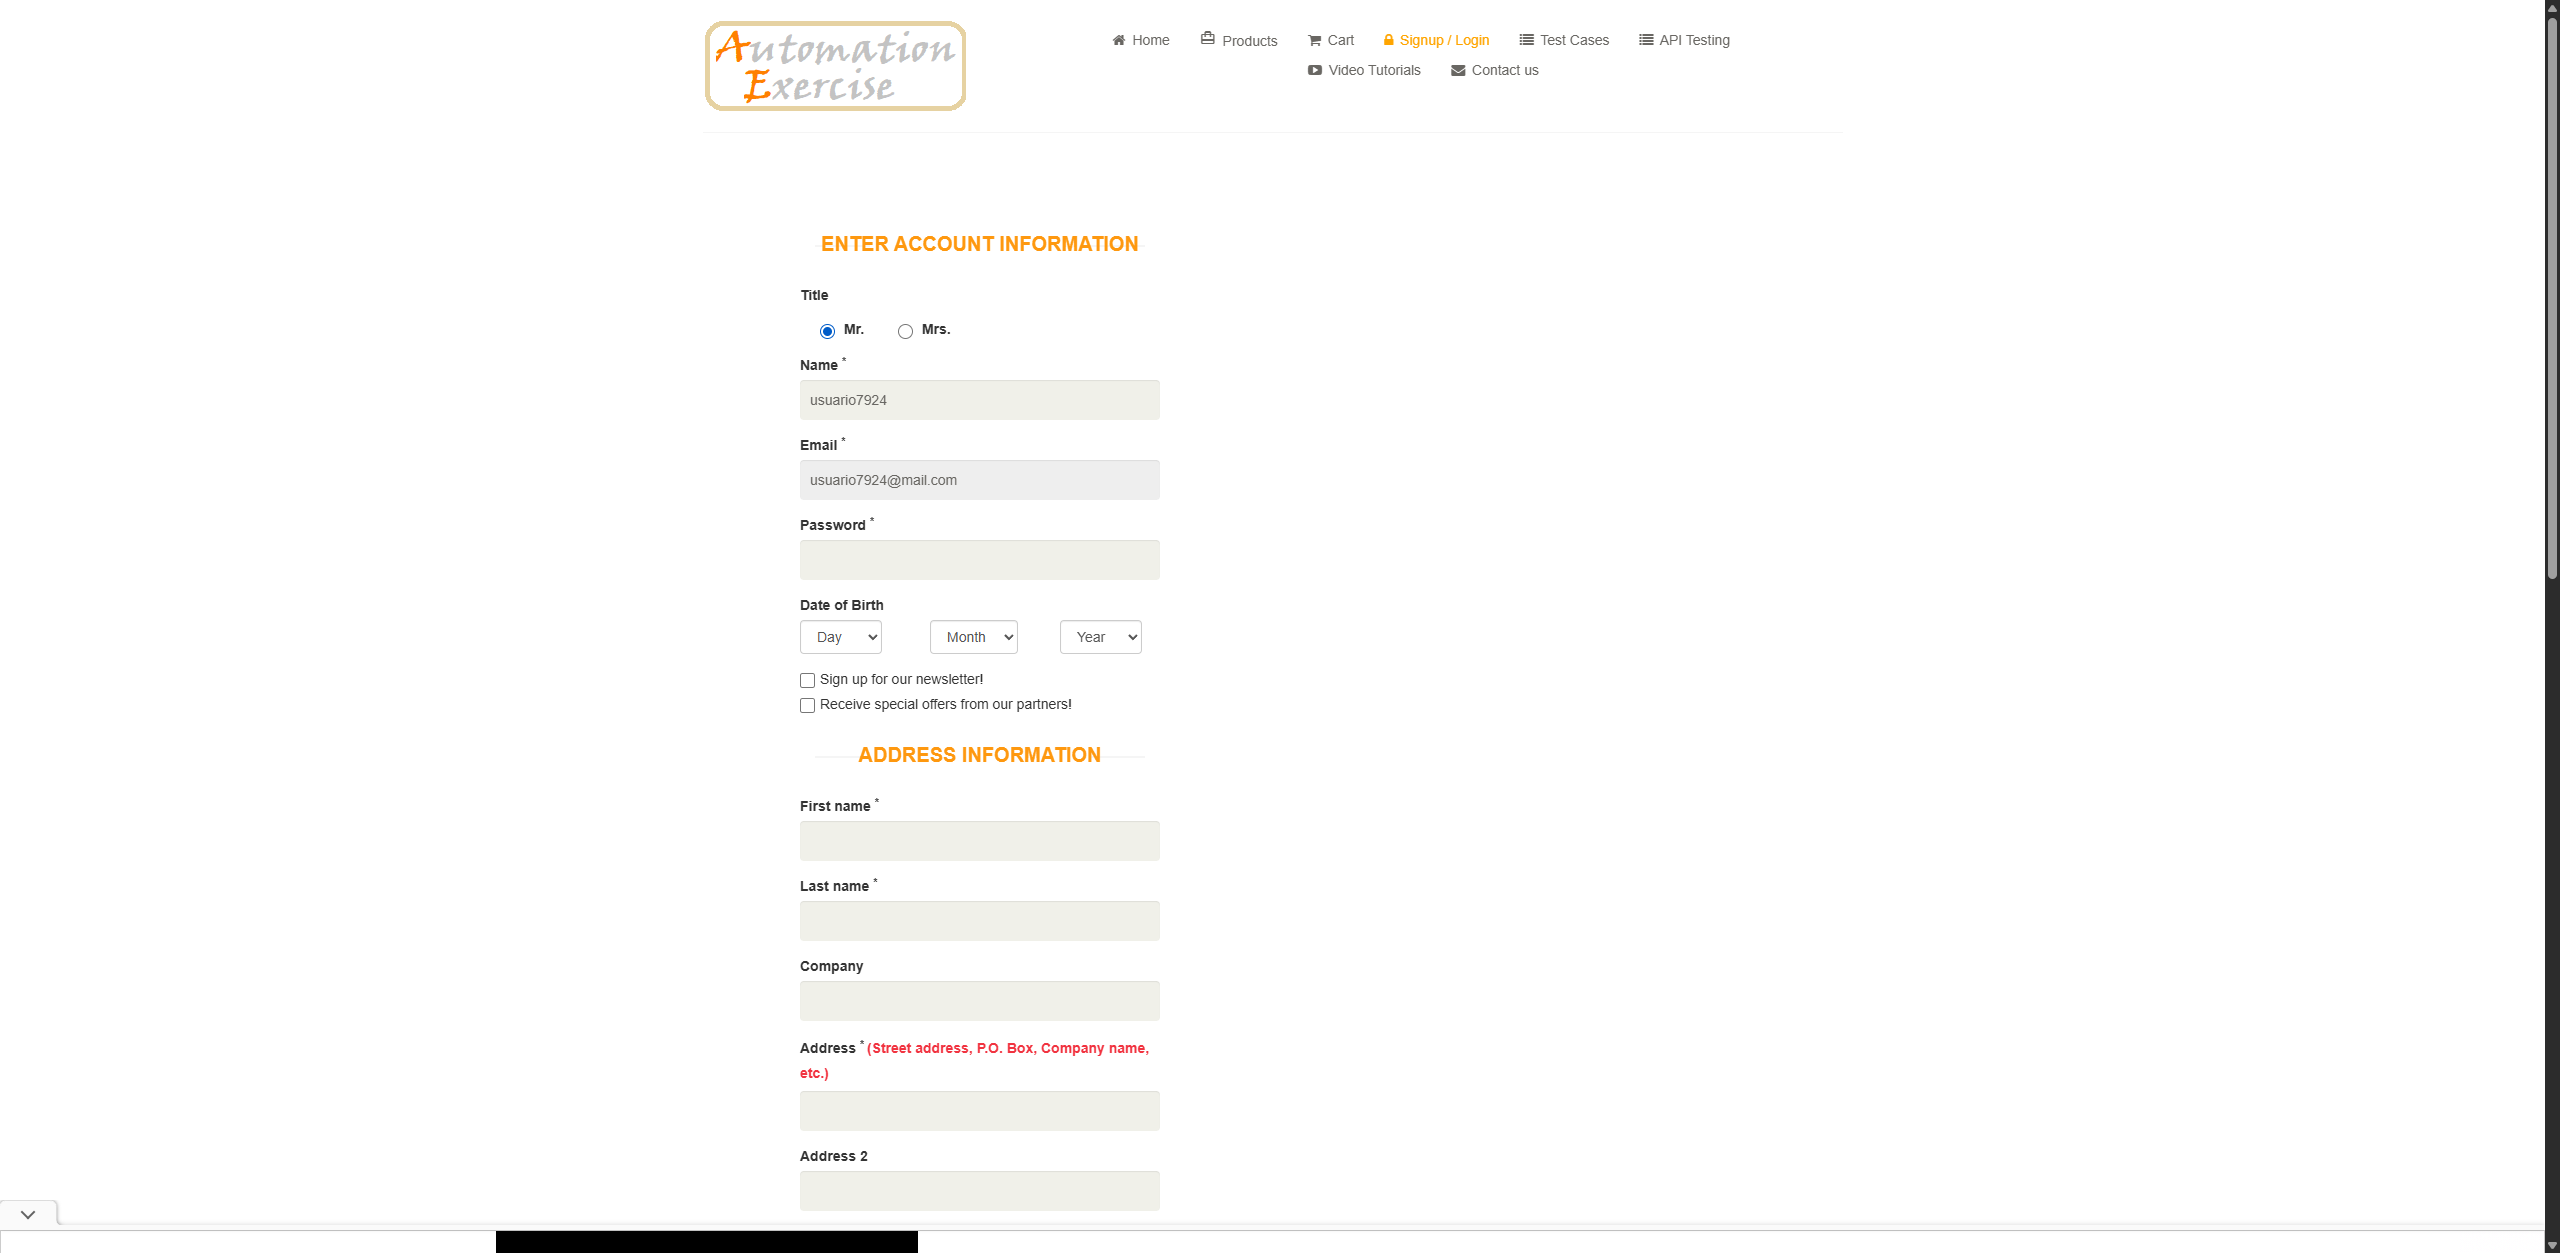 Automation
Exercise
Home
Products
Cart
Signup / Login
Test Cases
API Testing
Video Tutorials
Contact us
ENTER ACCOUNT INFORMATION
Title
Mr.
Mrs.
Name *
usuario7924
Email *
usuario7924@mail.com
Password *
Date of Birth
Day
Month
Year
Sign up for our newsletter!
Receive special offers from our partners!
ADDRESS INFORMATION
First name *
Last name *
Company
Address * (Street address, P.O. Box, Company name,
etc.)
Address 2